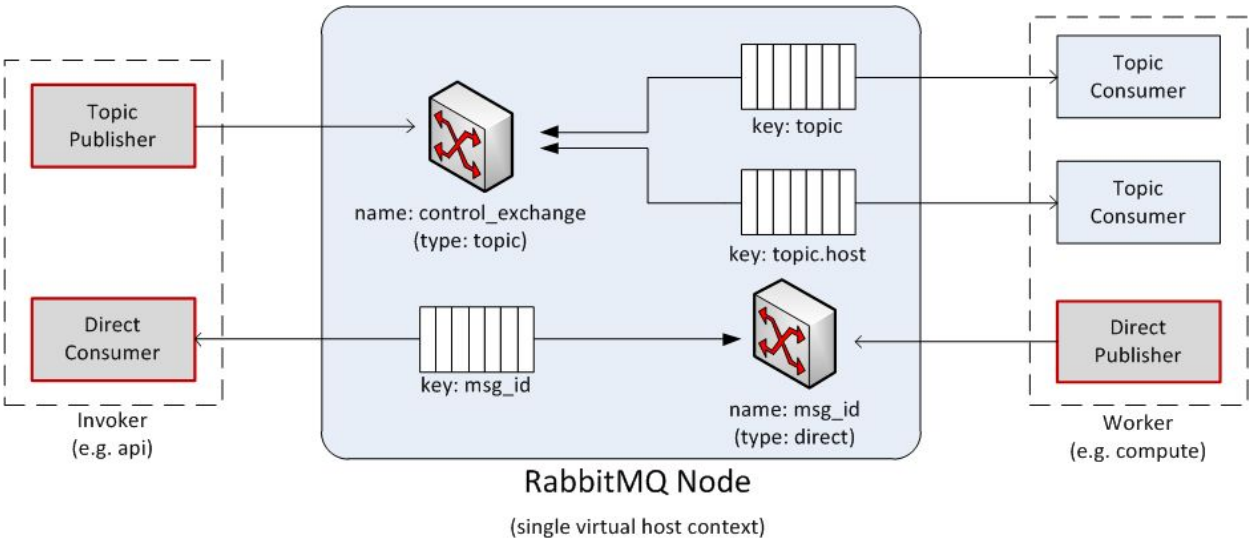 Topic
Publisher
Direct
Consumer
Invoker
(e.g. api)
name: control_exchange
(type: topic)
key: topic
key: topic.host
key: msg_id
name: msg_id
(type: direct)
RabbitMQ Node
(single virtual host context)
Topic
Consumer
Topic
Consumer
Direct
Publisher
Worker
(e.g. compute)